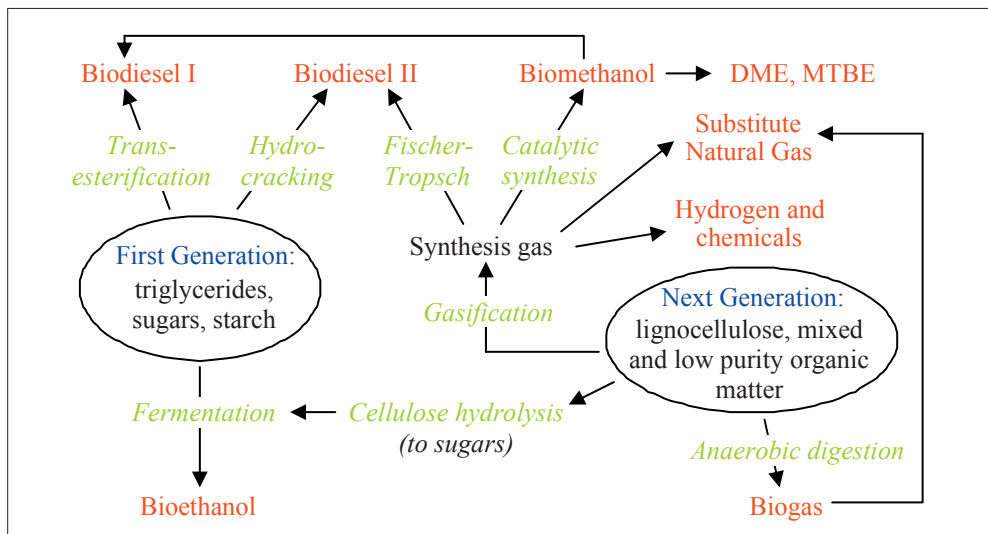 Biodiesel I
Biodiesel II
Biomethanol
DME, MTBE
Trans-
esterification
Hydro-
cracking
Fischer-
Tropsch
Catalytic
synthesis
Substitute
Natural Gas
Hydrogen and
chemicals
First Generation:
triglycerides,
sugars, starch
Synthesis gas
Gasification
Next Generation:
lignocellulose, mixed
and low purity organic
matter
Fermentation
Cellulose hydrolysis
(to sugars)
Anaerobic digestion
Bioethanol
Biogas